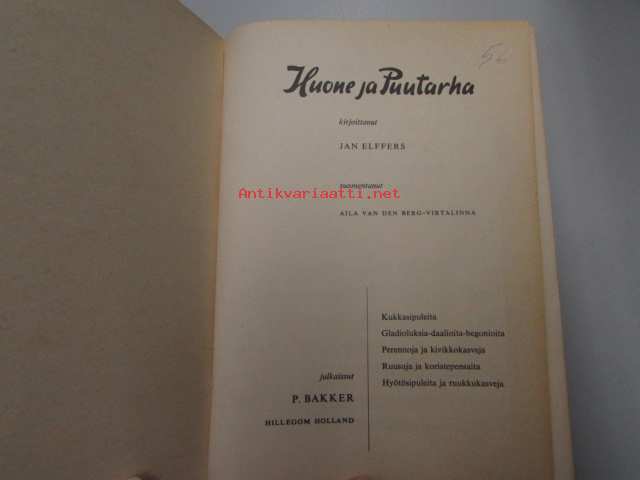 5,-
Huone ja Puutarha
kirjoittanut
JAN ELFFERS
suomentanut
Antikvariaatti.net
AILA VAN DEN BERG-VIRTALINNA
Kukkasipuleita
Gladioluksia-daalioita-begonioita
Perennoja ja kivikkokasveja
Ruusuja ja koristepensaita
Hyötösipuleita ja ruukkukasveja
julkaissut
P. BAKKER
HILLEGOM HOLLAND